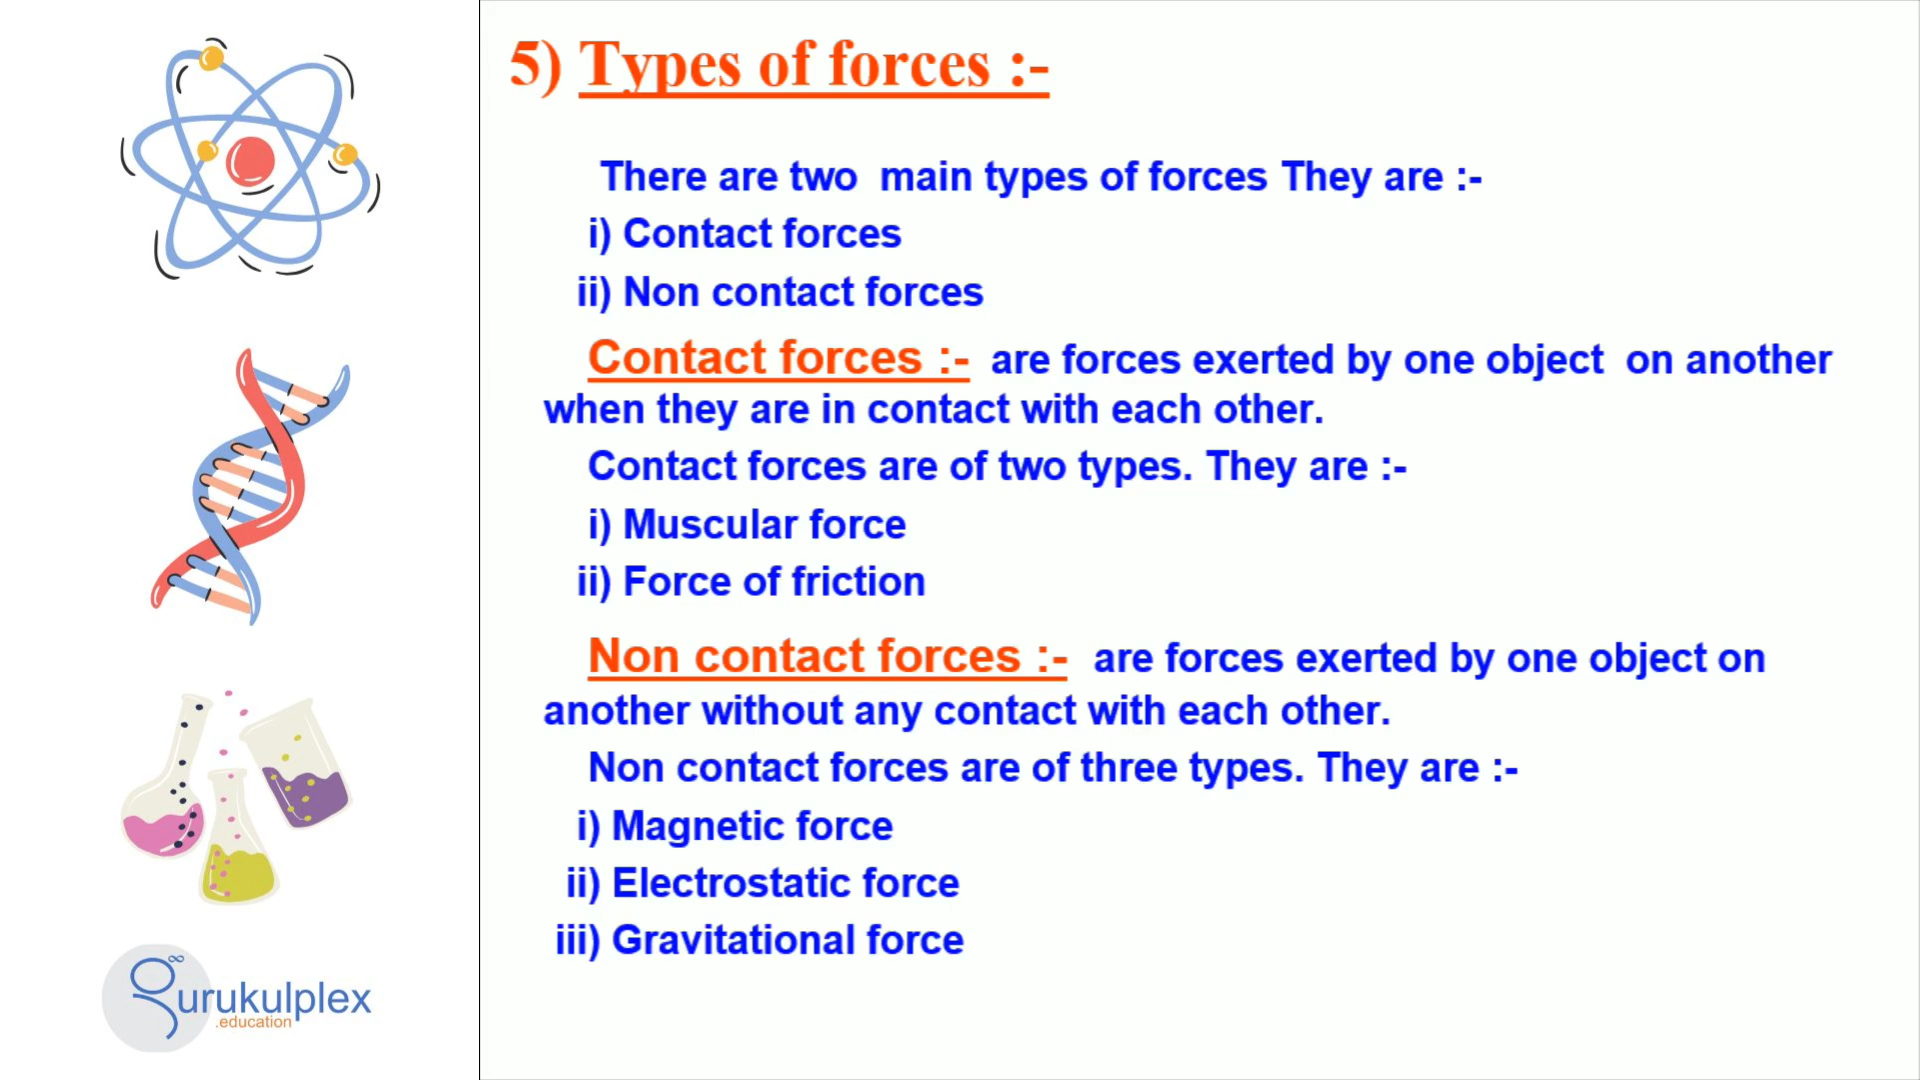 5) Types of forces :-
There are two main types of forces They are :-
i) Contact forces
ii) Non contact forces
Contact forces :- are forces exerted by one object on another
when they are in contact with each other.
Contact forces are of two types. They are :-
i) Muscular force
ii) Force of friction
Non contact forces :- are forces exerted by one object on
another without any contact with each other.
Non contact forces are of three types. They are :-
i) Magnetic force
ii) Electrostatic force
iii) Gravitational force
gurukulplex
.education